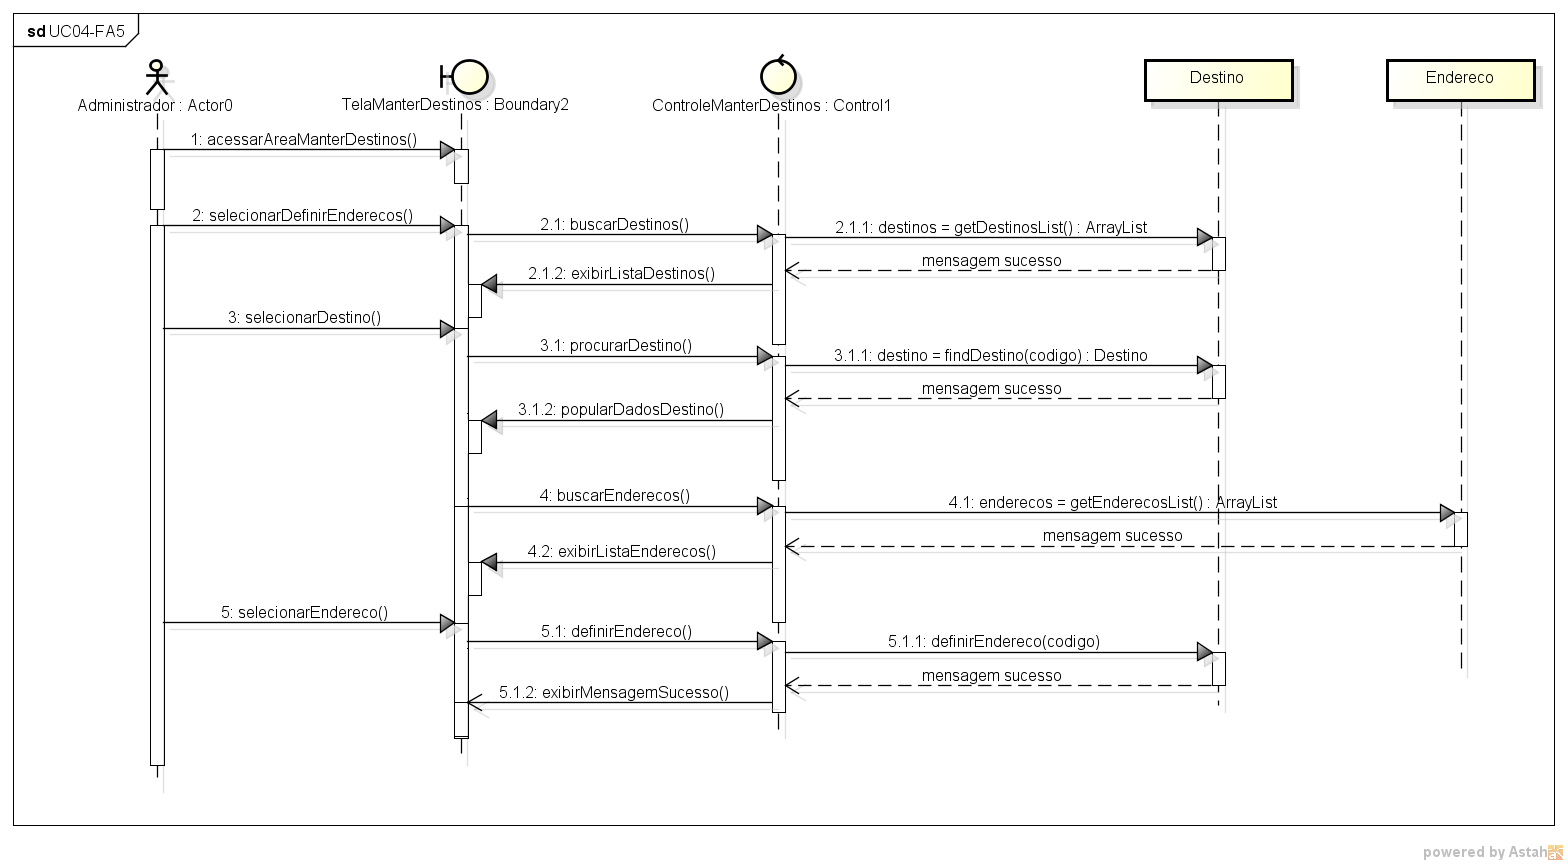 sd UC04-FA5
Administrador : Actor0
TelaManterDestinos : Boundary2
ControleManterDestinos : Control1
Destino
Endereco
1: acessarAreaManterDestinos()
2: selecionarDefinirEnderecos()
2.1: buscarDestinos()
2.1.1: destinos = getDestinosList() : ArrayList
mensagem sucesso
2.1.2: exibirListaDestinos()
3: selecionarDestino()
3.1: procurarDestino()
3.1.1: destino = findDestino(codigo) : Destino
mensagem sucesso
3.1.2: popularDadosDestino()
4: buscarEnderecos()
4.1: enderecos = getEnderecosList() : ArrayList
mensagem sucesso
4.2: exibirListaEnderecos()
5: selecionarEndereco()
5.1: definirEndereco()
5.1.1: definirEndereco(codigo)
mensagem sucesso
5.1.2: exibirMensagemSucesso()
powered by Astah